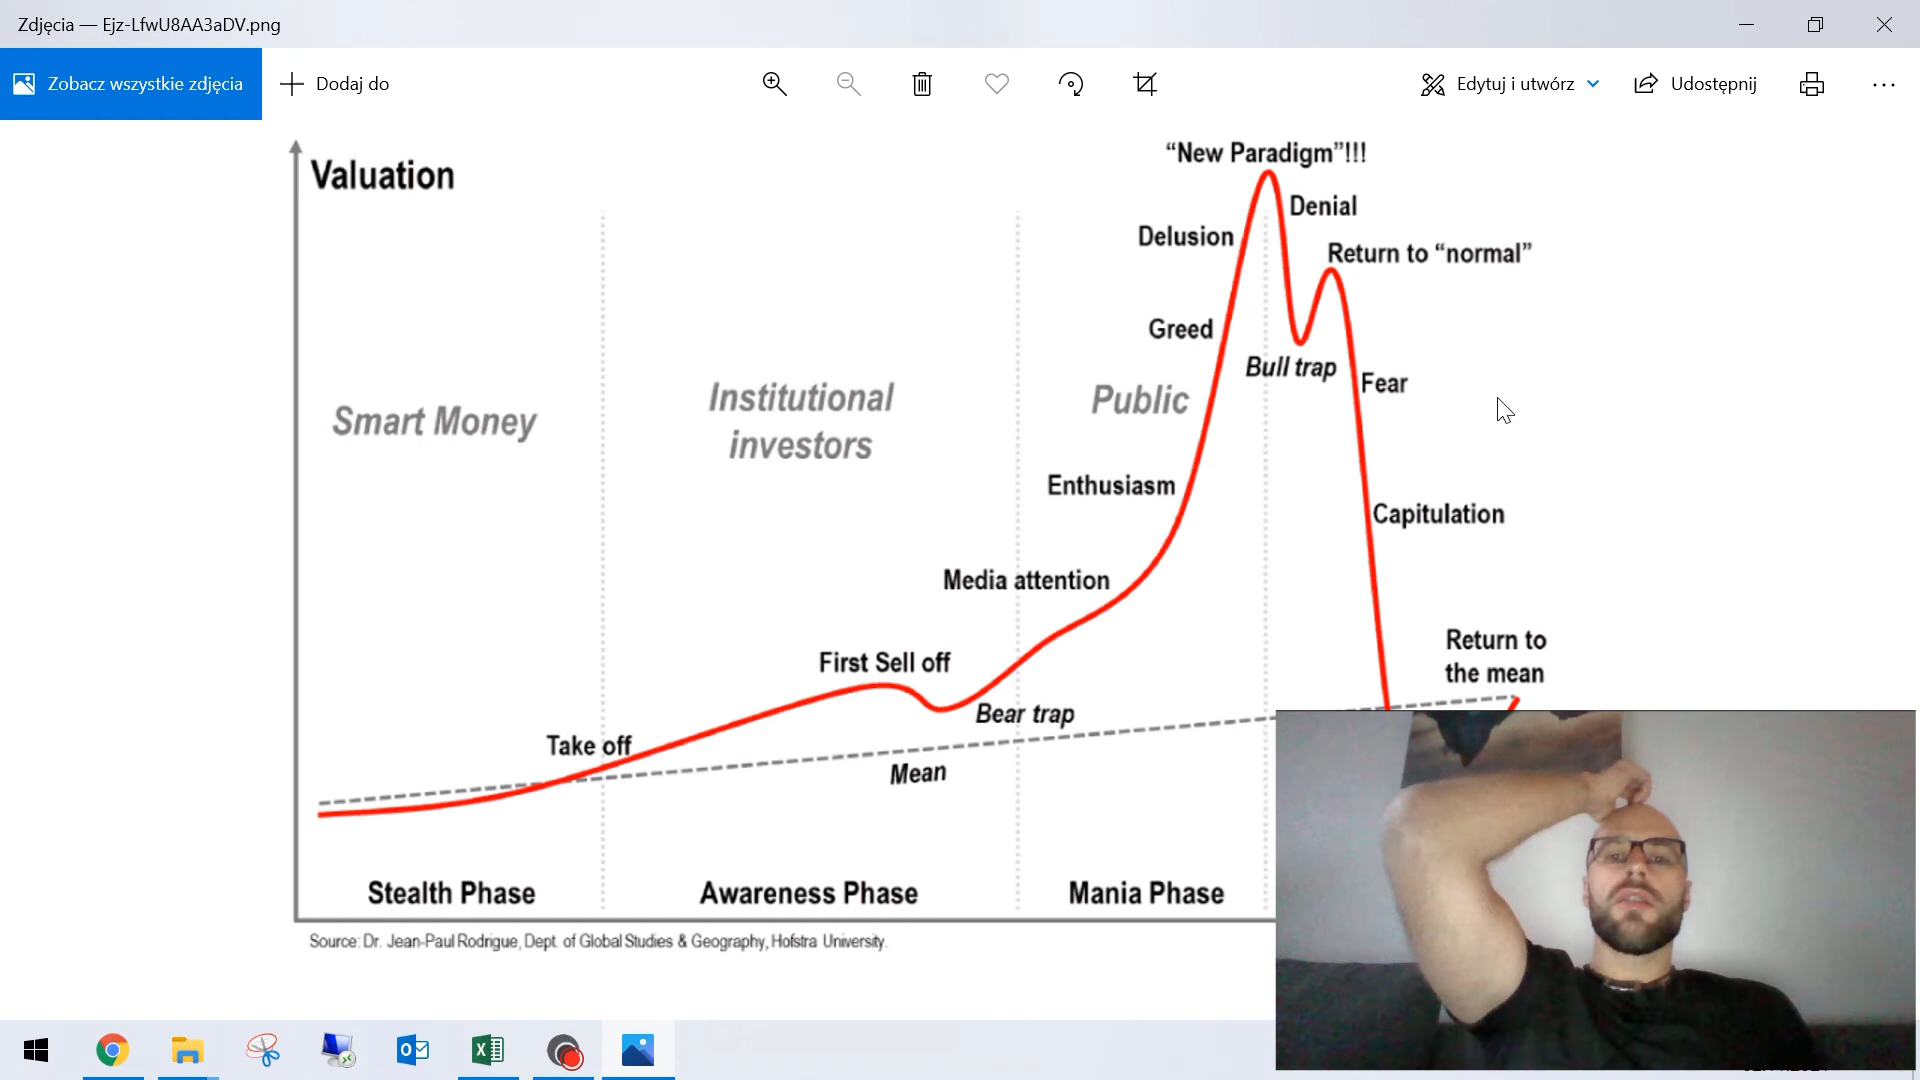 Zdjęcia — Ejz-LfwU8AA3aDV.png
Zobacz wszystkie zdjęcia
Dodaj do
Edytuj i utwórz
Udostępnij
Valuation
“New Paradigm”!!!
Denial
Delusion
Return to “normal”
Greed
Bull trap
Fear
Smart Money
Institutional
investors
Public
Enthusiasm
Capitulation
Media attention
First Sell off
Return to
the mean
Bear trap
Take off
Mean
Stealth Phase
Awareness Phase
Mania Phase
Source: Dr. Jean-Paul Rodrigue, Dept. of Global Studies & Geography, Hofstra University.